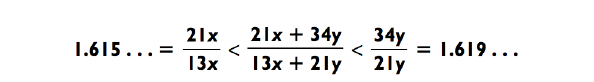 1.615 . . . = 21x/13x < 21x + 34y/13x + 21y < 34y/21y = 1.619 . . .